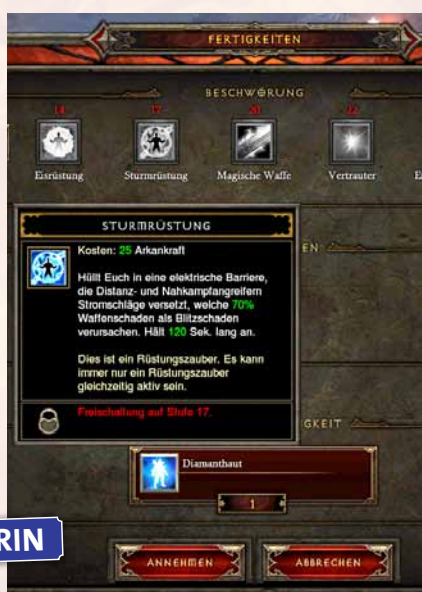 FERTIGKEITEN
BESCHWÖRUNG
14 17 20 22
Eisrüstung Sturmrüstung Magische Waffe Vertrauter E
STURMRÜSTUNG
EN
Kosten: 25 Arkankraft
Hüllt Euch in eine elektrische Barriere,
die Distanz- und Nahkampfangreifern
Stromschläge versetzt, welche 70%
Waffenschaden als Blitzschaden
verursachen. Hält 120 Sek. lang an.
Dies ist ein Rüstungszauber. Es kann
immer nur ein Rüstungszauber
gleichzeitig aktiv sein.
Freischaltung auf Stufe 17.
GKEIT
Diamanthaut
1
RIN
ANNEHMEN ABBRECHEN